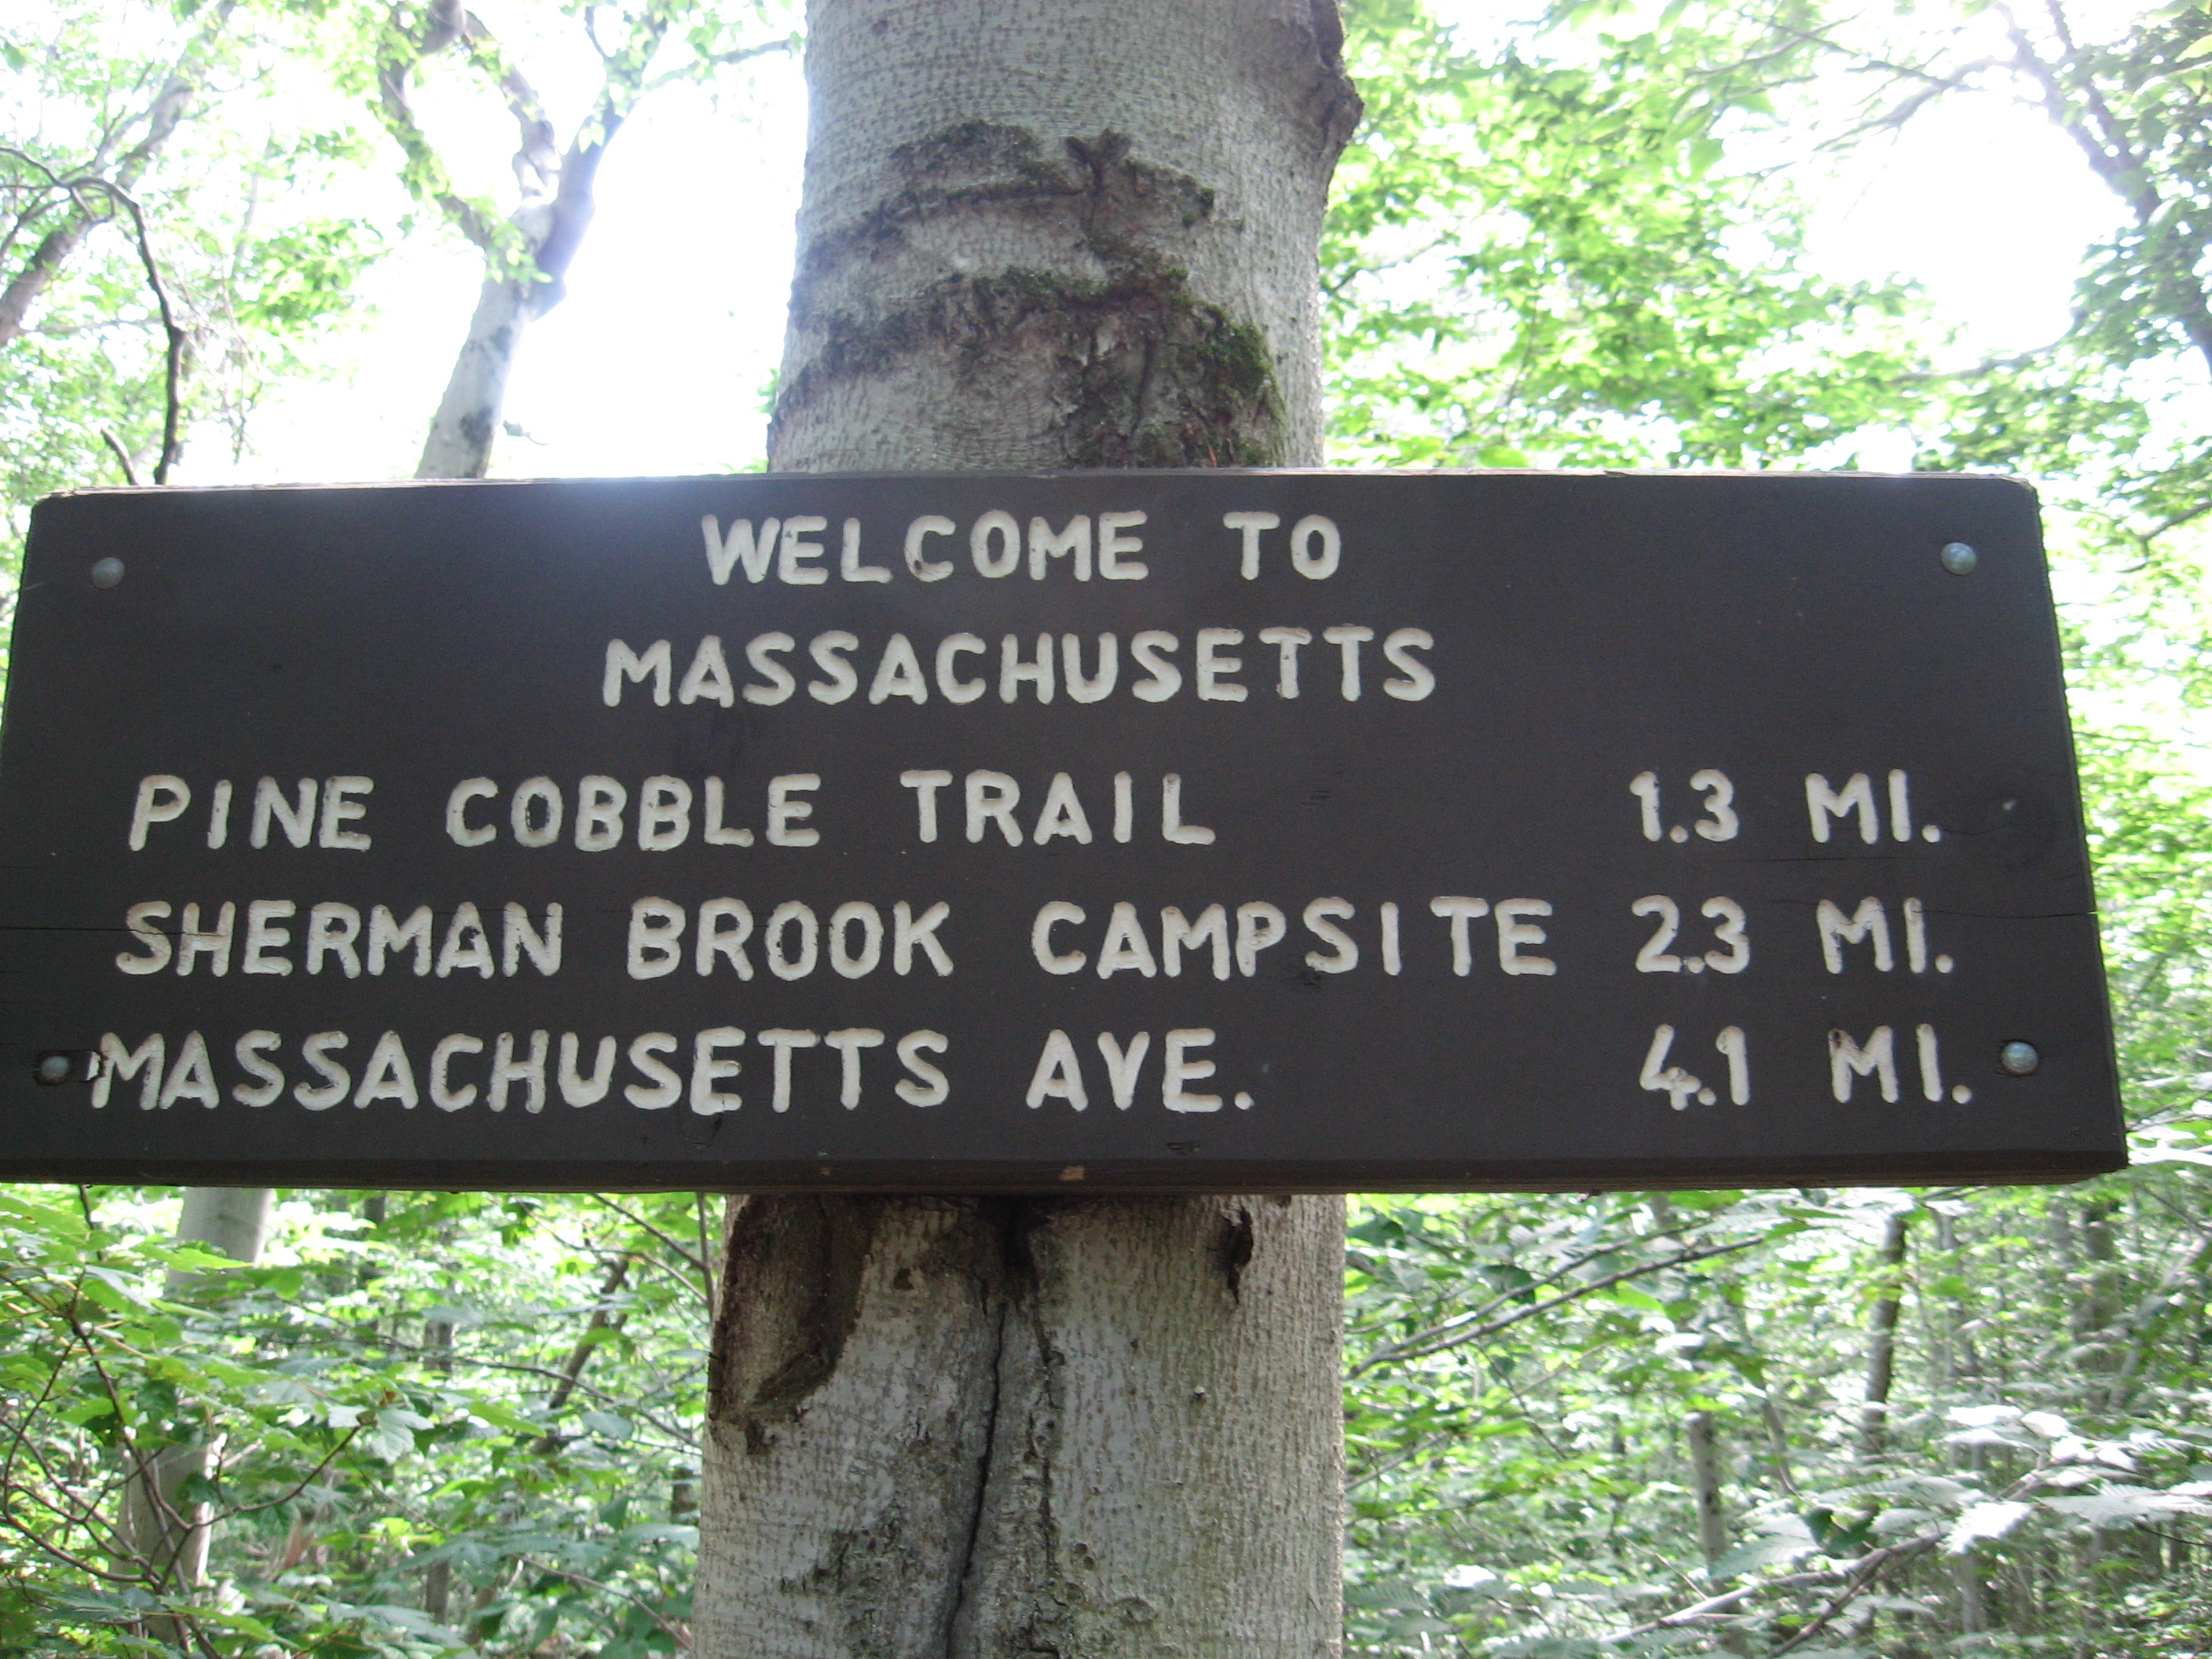 WELCOME TO
MASSACHUSETTS
PINE COBBLE TRAIL 1.3 MI.
SHERMAN BROOK CAMPSITE 2.3 MI.
MASSACHUSETTS AVE. 4.1 MI.